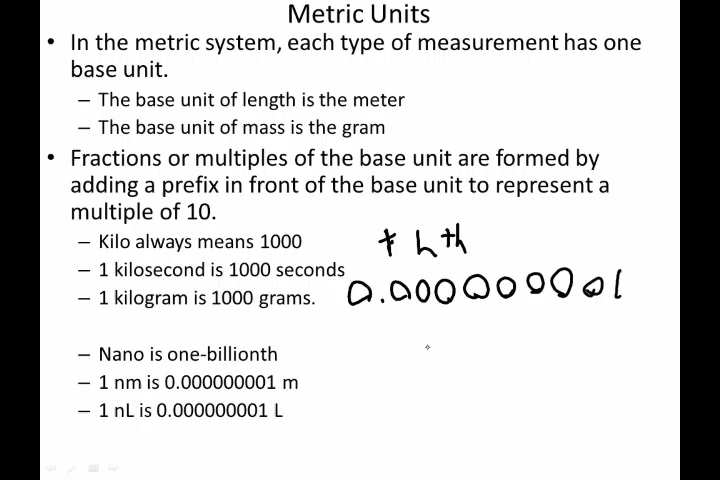 Metric Units
• In the metric system, each type of measurement has one
base unit.
– The base unit of length is the meter
– The base unit of mass is the gram
• Fractions or multiples of the base unit are formed by
adding a prefix in front of the base unit to represent a
multiple of 10.
– Kilo always means 1000
– 1 kilosecond is 1000 seconds
– 1 kilogram is 1000 grams.
t h th
0.000000001
– Nano is one-billionth
– 1 nm is 0.000000001 m
– 1 nL is 0.000000001 L